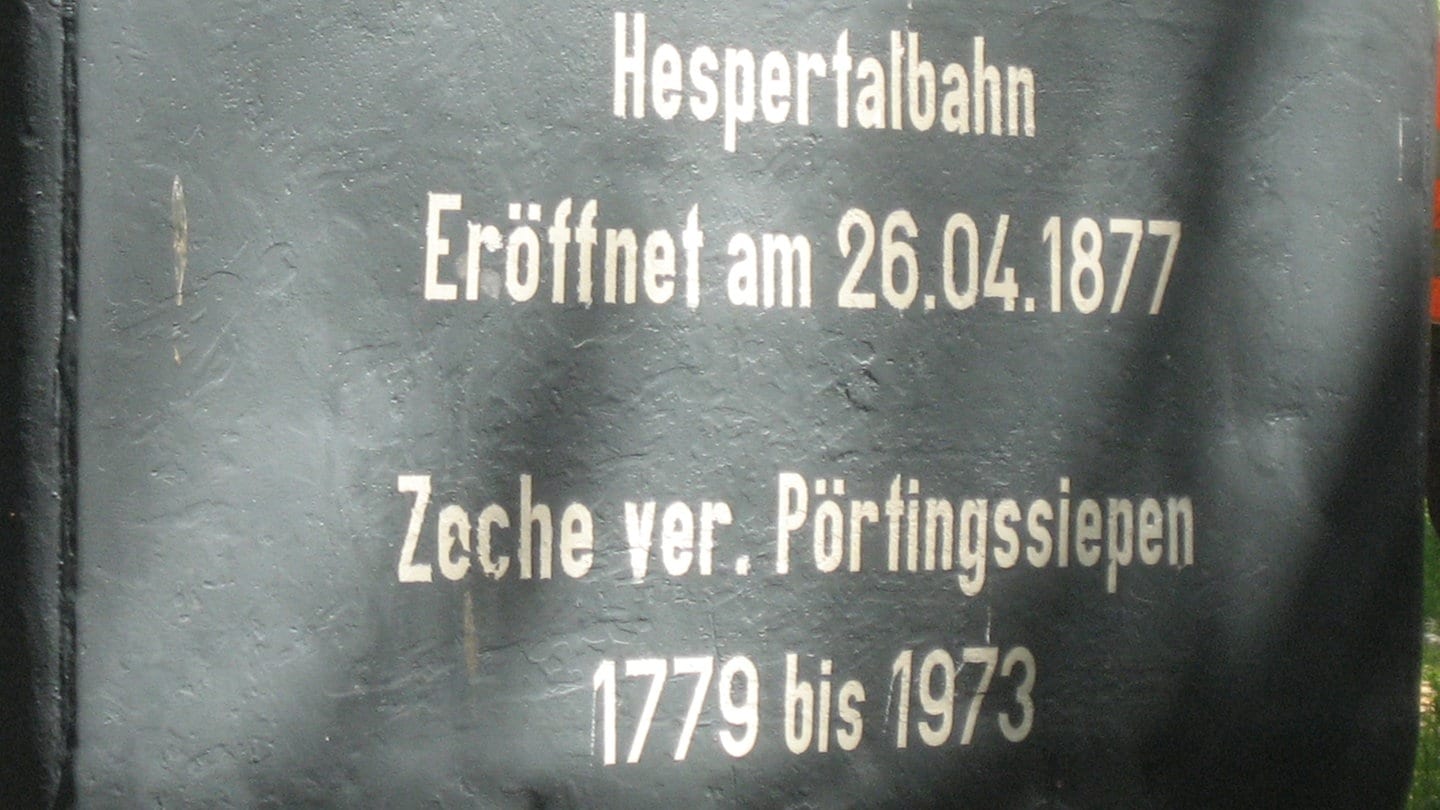 Hespertalbahn
Eröffnet am 26.04.1877
Zeche ver. Pörtingssiepen
1779 bis 1973